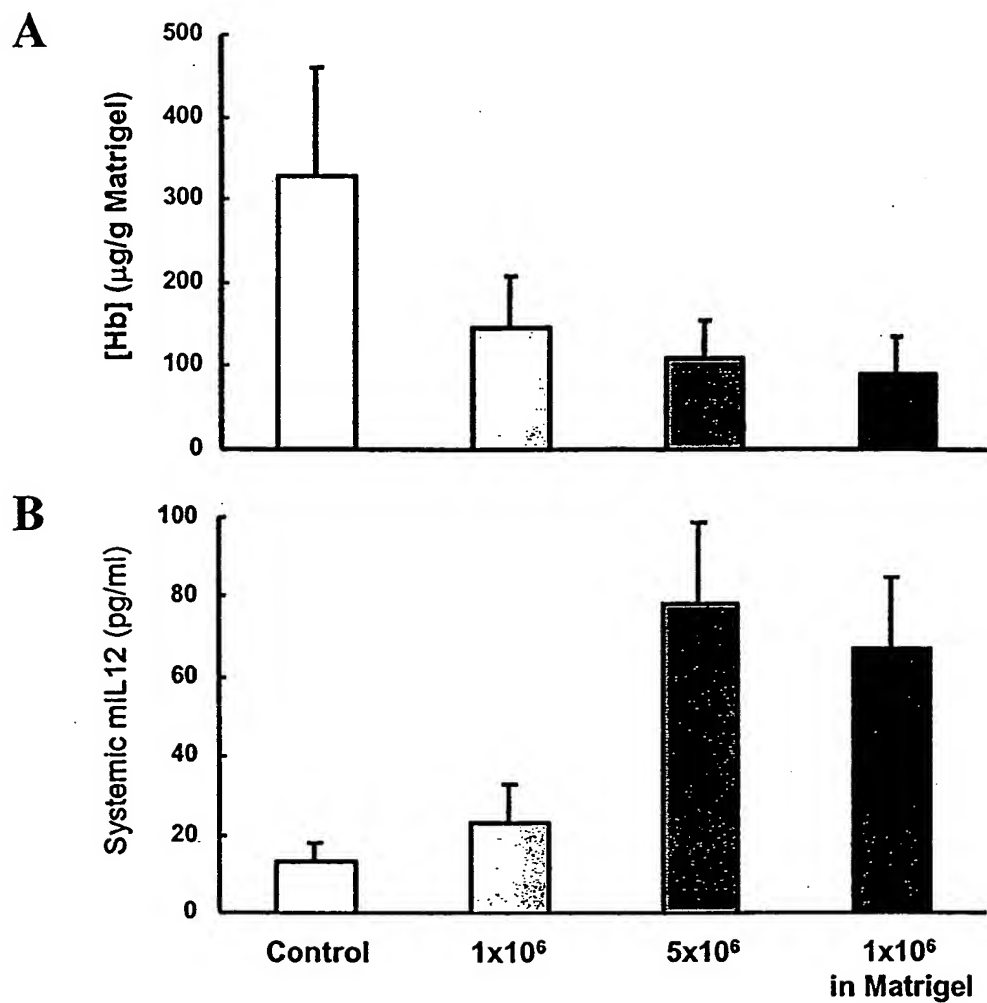 A
[Hb] (μg/g Matrigel)
500
400
300
200
100
0
B
Systemic mIL12 (pg/ml)
100
80
60
40
20
0
Control
1x10⁶
5x10⁶
1x10⁶
in Matrigel